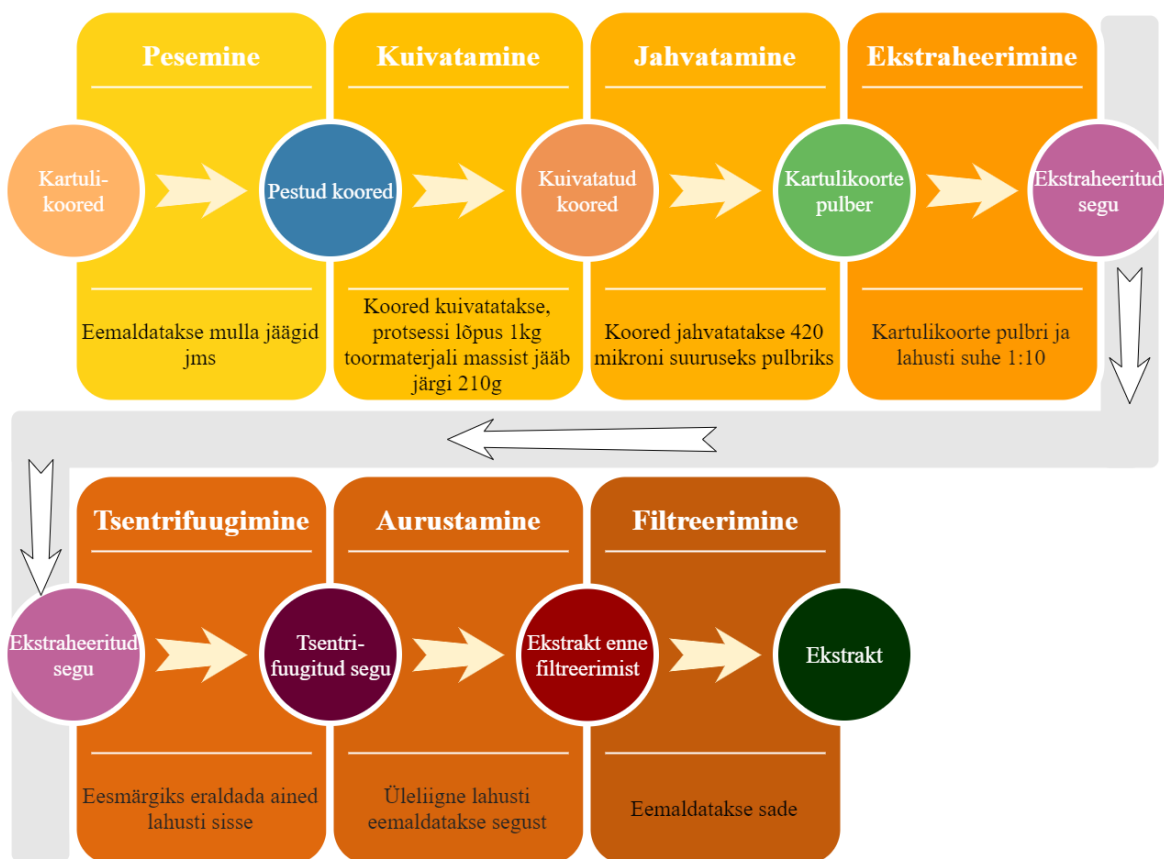 Pesemine
Kuivatamine
Jahvatamine
Ekstraheerimine
Kartuli-
koored
Pestud koored
Kuivatatud
koored
Kartulikoorte
pulber
Ekstraheeritud
segu
Eemaldatakse mulla jäägid
jms
Koored kuivatatakse,
protsessi lõpus 1kg
toormaterjali massist jääb
järgi 210g
Koored jahvatatakse 420
mikroni suuruseks pulbriks
Kartulikoorte pulbri ja
lahusti suhe 1:10
Tsentrifuugimine
Aurustamine
Filtreerimine
Ekstraheeritud
segu
Tsentri-
fuugitud segu
Ekstrakt enne
filtreerimist
Ekstrakt
Eesmärgiks eraldada ained
lahusti sisse
Üleliigne lahusti
eemaldatakse segust
Eemaldatakse sade